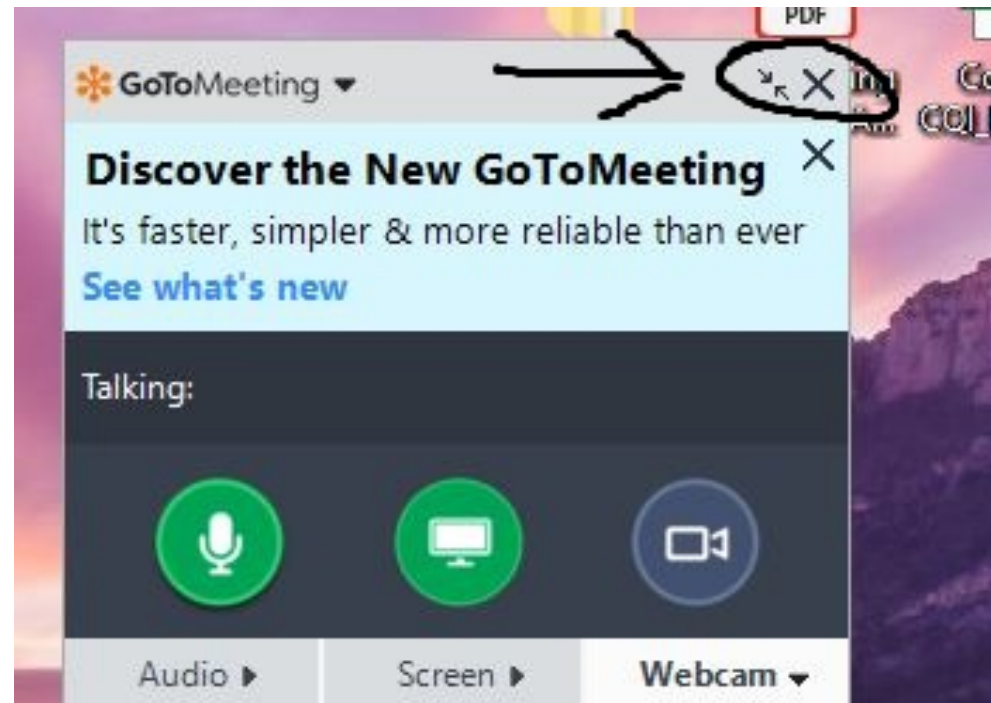 PDF
GoToMeeting
Discover the New GoToMeeting
It's faster, simpler & more reliable than ever
See what's new
Talking:
Audio
Screen
Webcam